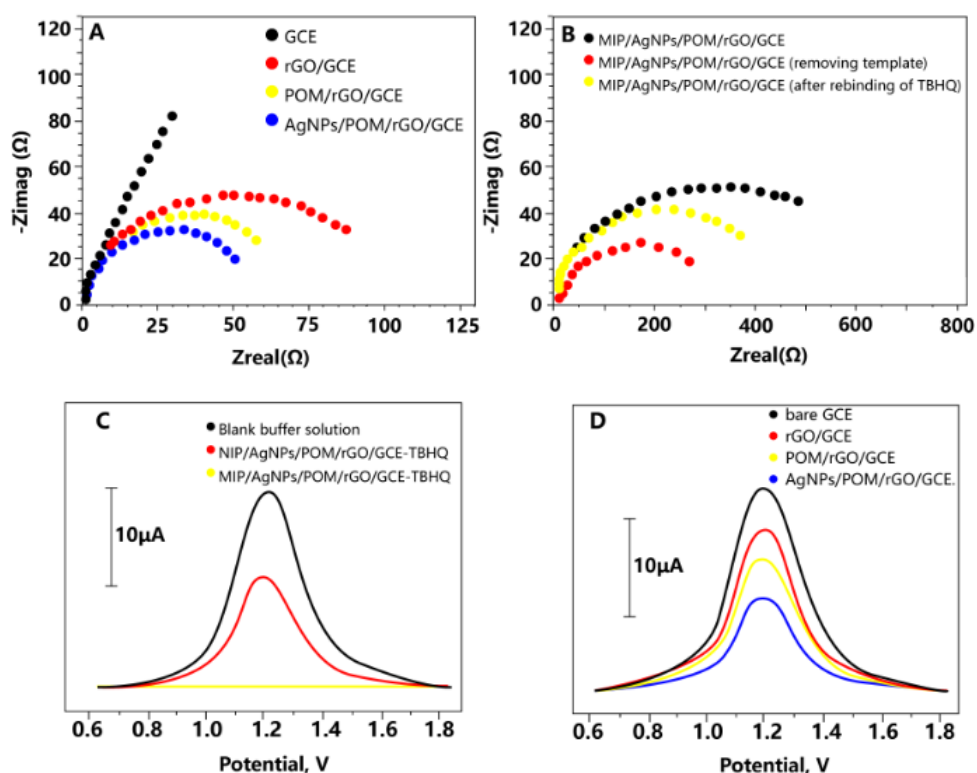 A
GCE
rGO/GCE
POM/rGO/GCE
AgNPs/POM/rGO/GCE
120
100
80
60
40
20
0
-Zimag (Ω)
0 25 50 75 100 125
Zreal(Ω)
B
MIP/AgNPs/POM/rGO/GCE
MIP/AgNPs/POM/rGO/GCE (removing template)
MIP/AgNPs/POM/rGO/GCE (after rebinding of TBHQ)
120
100
80
60
40
20
0
-Zimag (Ω)
0 200 400 600 800
Zreal(Ω)
C
Blank buffer solution
NIP/AgNPs/POM/rGO/GCE-TBHQ
MIP/AgNPs/POM/rGO/GCE-TBHQ
10μA
0.6 0.8 1.0 1.2 1.4 1.6 1.8
Potential, V
D
bare GCE
rGO/GCE
POM/rGO/GCE
AgNPs/POM/rGO/GCE.
10μA
0.6 0.8 1.0 1.2 1.4 1.6 1.8
Potential, V